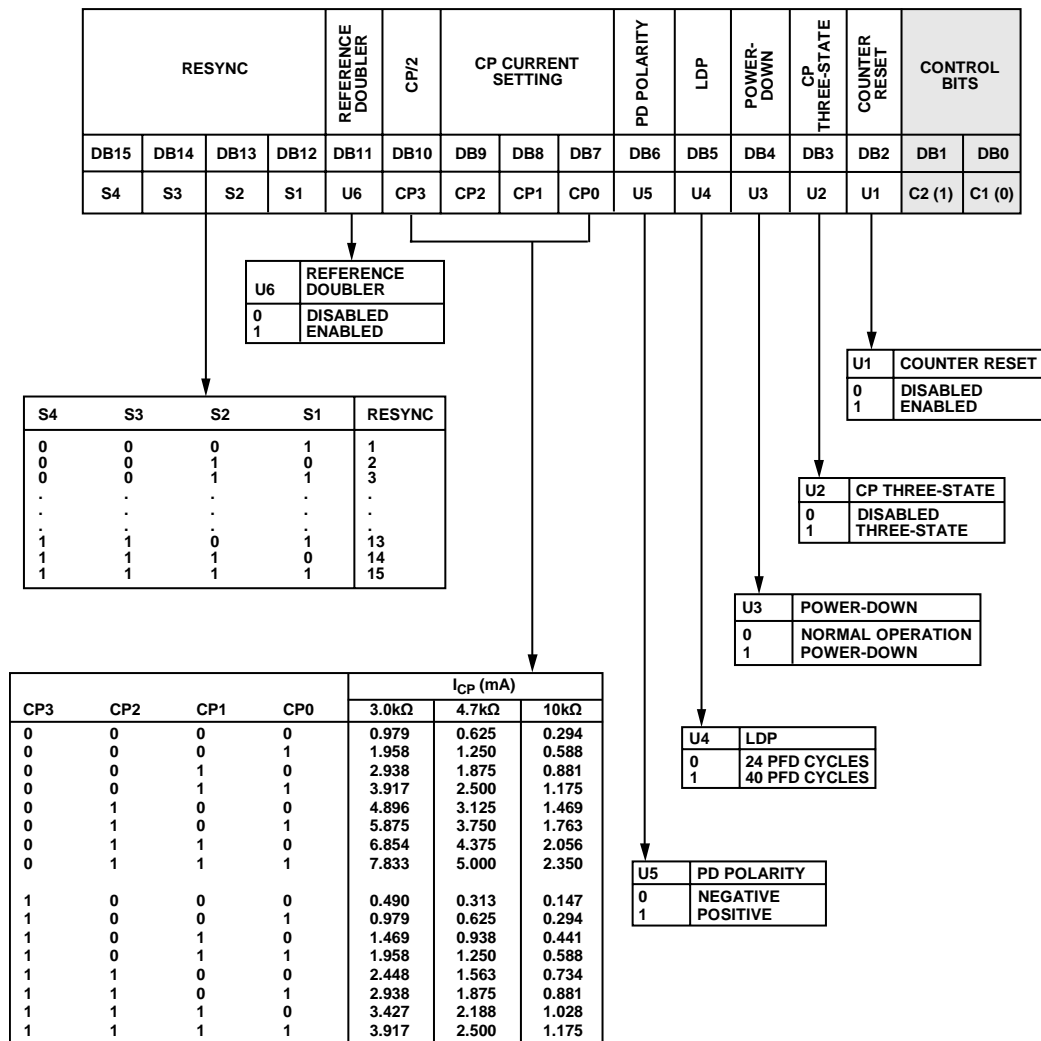 RESYNC
REFERENCE
DOUBLER
CP/2
CP CURRENT
SETTING
PD POLARITY
LDP
POWER-
DOWN
CP
THREE-STATE
COUNTER
RESET
CONTROL
BITS
DB15 DB14 DB13 DB12 DB11 DB10 DB9 DB8 DB7 DB6 DB5 DB4 DB3 DB2 DB1 DB0
S4 S3 S2 S1 U6 CP3 CP2 CP1 CP0 U5 U4 U3 U2 U1 C2 (1) C1 (0)
U6 REFERENCE
DOUBLER
0 DISABLED
1 ENABLED
U1 COUNTER RESET
0 DISABLED
1 ENABLED
S4 S3 S2 S1 RESYNC
0 0 0 1 1
0 0 1 0 2
0 0 1 1 3
. . . . .
. . . . .
. . . . .
1 1 0 1 13
1 1 1 0 14
1 1 1 1 15
U2 CP THREE-STATE
0 DISABLED
1 THREE-STATE
U3 POWER-DOWN
0 NORMAL OPERATION
1 POWER-DOWN
ICP (mA)
CP3 CP2 CP1 CP0 3.0kΩ 4.7kΩ 10kΩ
0 0 0 0 0.979 0.625 0.294
0 0 0 1 1.958 1.250 0.588
0 0 1 0 2.938 1.875 0.881
0 0 1 1 3.917 2.500 1.175
0 1 0 0 4.896 3.125 1.469
0 1 0 1 5.875 3.750 1.763
0 1 1 0 6.854 4.375 2.056
0 1 1 1 7.833 5.000 2.350
1 0 0 0 0.490 0.313 0.147
1 0 0 1 0.979 0.625 0.294
1 0 1 0 1.469 0.938 0.441
1 0 1 1 1.958 1.250 0.588
1 1 0 0 2.448 1.563 0.734
1 1 0 1 2.938 1.875 0.881
1 1 1 0 3.427 2.188 1.028
1 1 1 1 3.917 2.500 1.175
U4 LDP
0 24 PFD CYCLES
1 40 PFD CYCLES
U5 PD POLARITY
0 NEGATIVE
1 POSITIVE